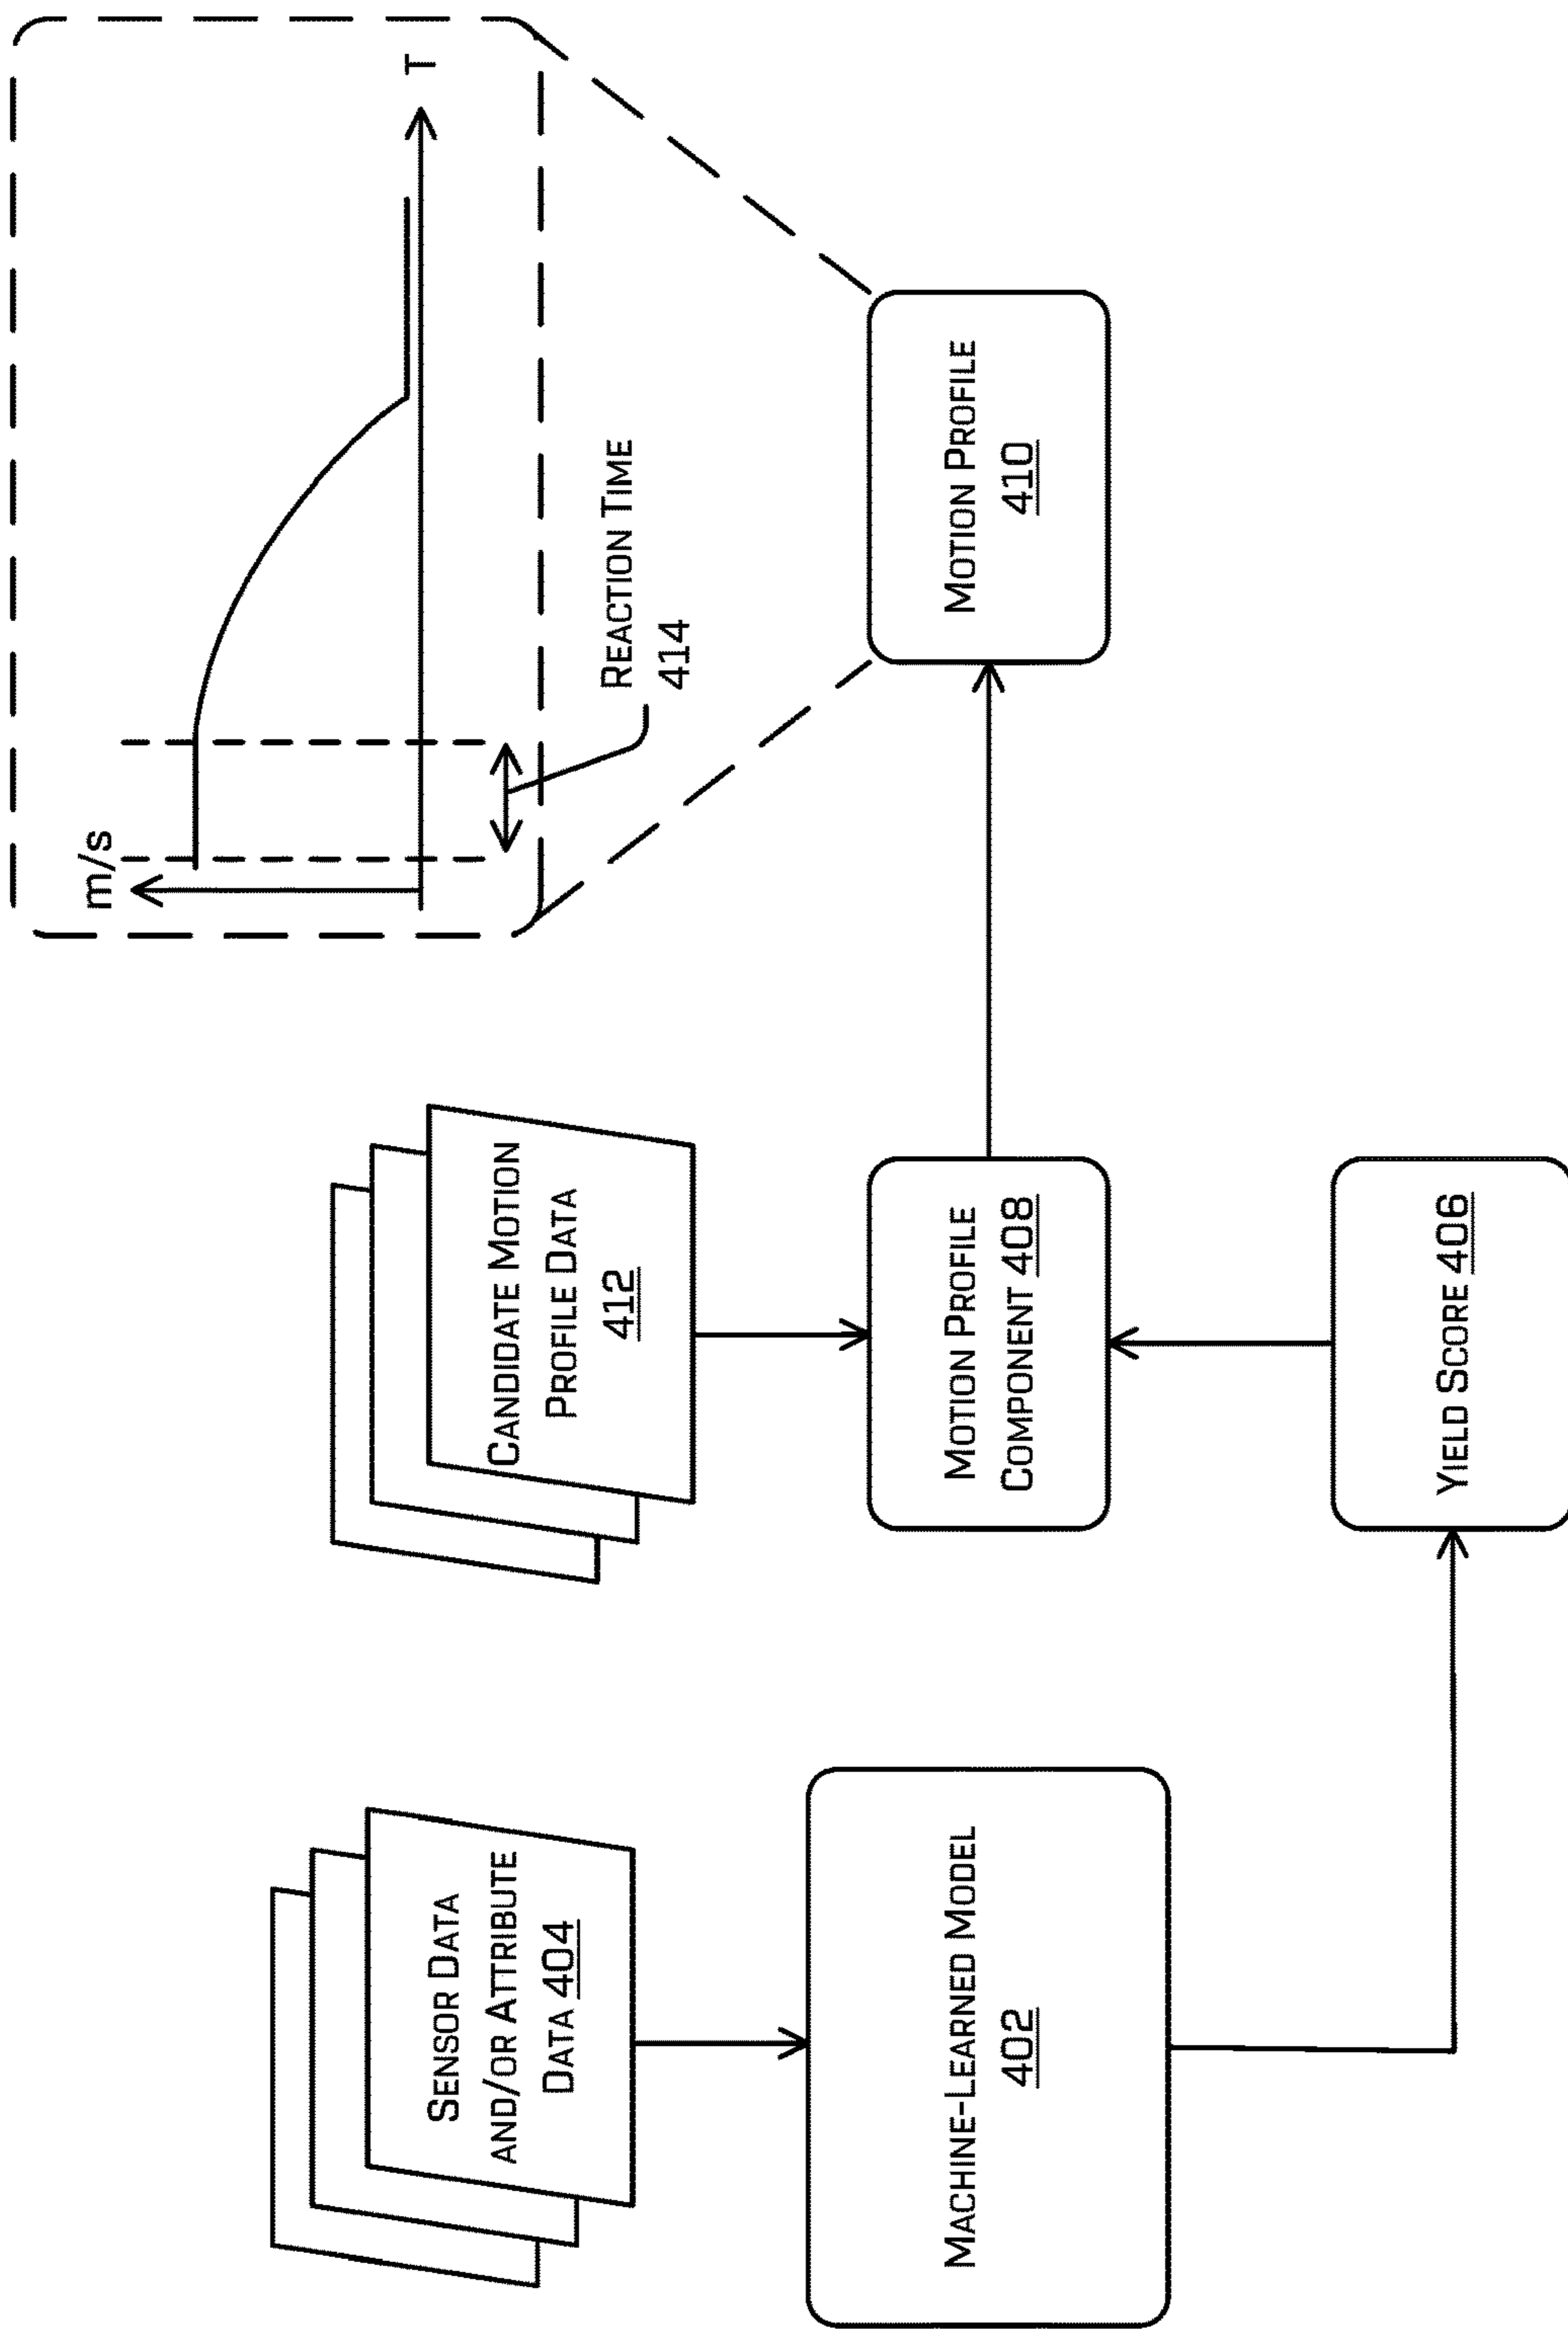 SENSOR DATA
AND/OR ATTRIBUTE
DATA 404
MACHINE-LEARNED MODEL
402
CANDIDATE MOTION
PROFILE DATA
412
MOTION PROFILE
COMPONENT 408
YIELD SCORE 406
m/s
T
REACTION TIME
414
MOTION PROFILE
410